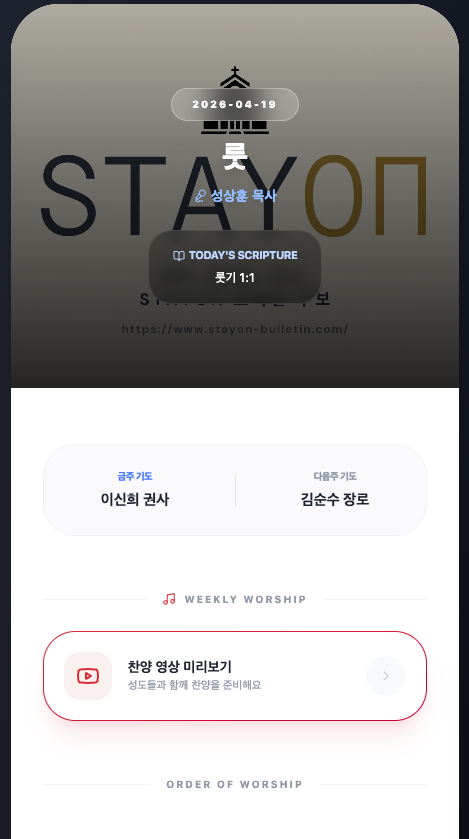 2026-04-19
룻
STAYON
성상훈 목사
TODAY'S SCRIPTURE
룻기 1:1
https://www.stayon-bulletin.com/
금주 기도
이신희 권사
다음주 기도
김순수 장로
WEEKLY WORSHIP
찬양 영상 미리보기
성도들과 함께 찬양을 준비해요
ORDER OF WORSHIP